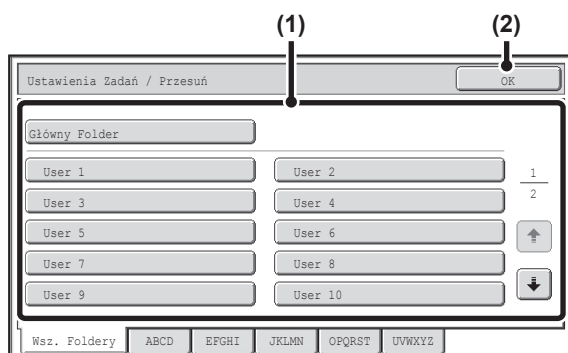 (1) (2)
Ustawienia Zadań / Przesuń OK
Główny Folder
User 1 User 2 1
User 3 User 4 2
User 5 User 6
User 7 User 8
User 9 User 10
Wsz. Foldery ABCD EFGHI JKLMN OPQRST UVWXYZ